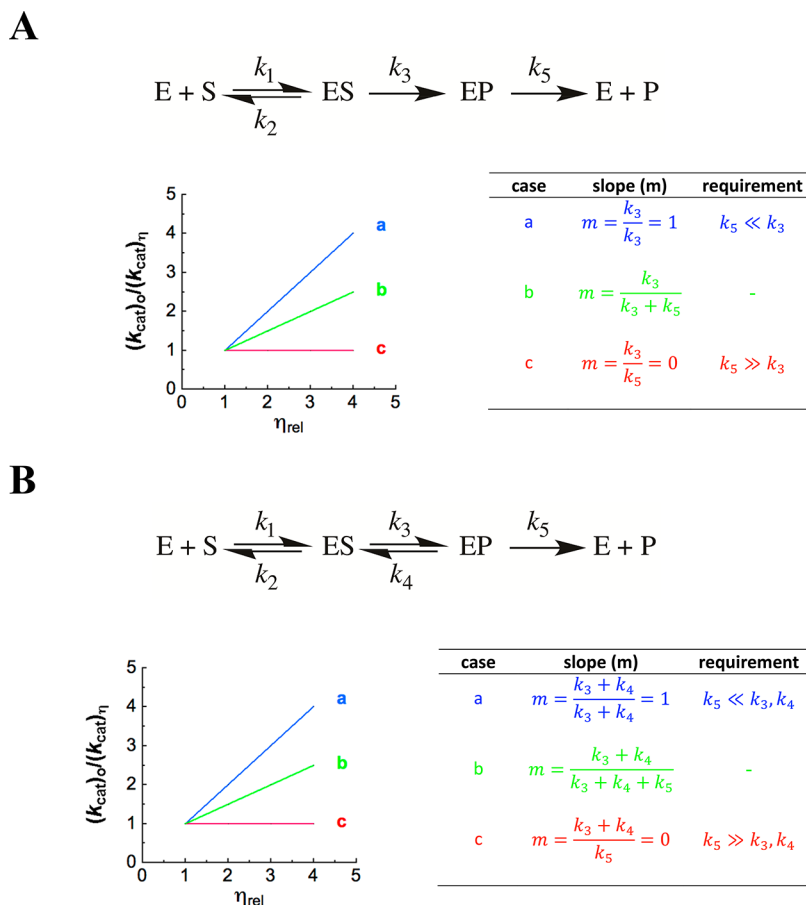 A
E + S k₁ k₂ ES k₃ EP k₅ E + P
5
4
3
2
1
0
0 1 2 3 4 5
(kcat)o/(kcat)η
ηrel
a
b
c
case slope (m) requirement
a m = k₃/k₃ = 1 k₅ ≪ k₃
b m = k₃/(k₃ + k₅) -
c m = k₃/k₅ = 0 k₅ ≫ k₃
B
E + S k₁ k₂ ES k₃ k₄ EP k₅ E + P
5
4
3
2
1
0
0 1 2 3 4 5
(kcat)o/(kcat)η
ηrel
a
b
c
case slope (m) requirement
a m = (k₃ + k₄)/(k₃ + k₄) = 1 k₅ ≪ k₃, k₄
b m = (k₃ + k₄)/(k₃ + k₄ + k₅) -
c m = (k₃ + k₄)/k₅ = 0 k₅ ≫ k₃, k₄